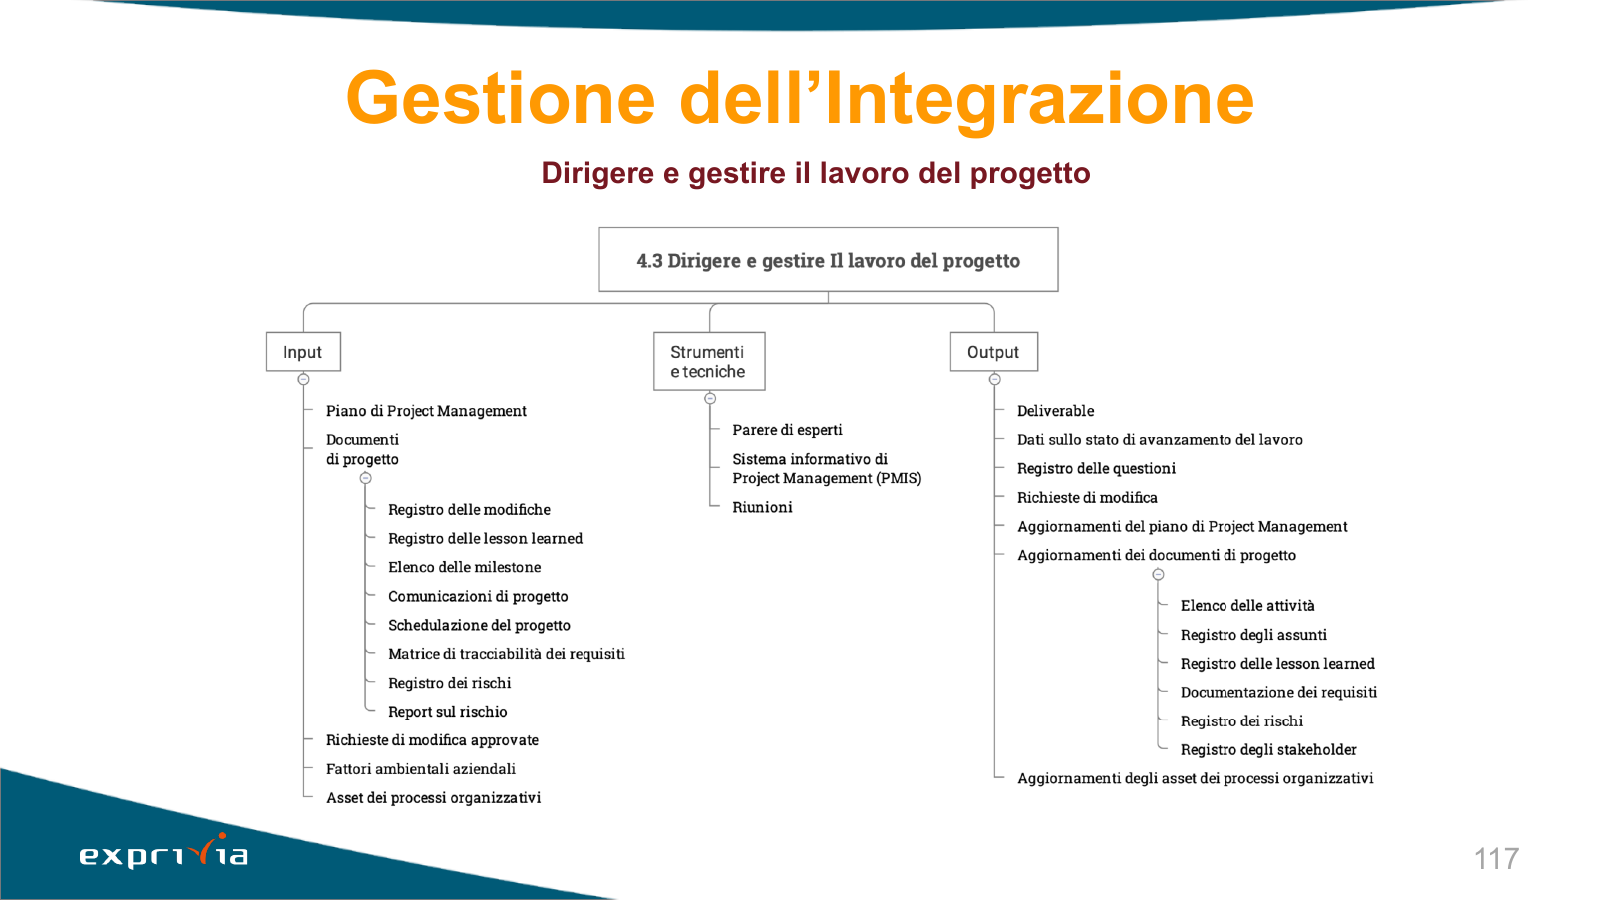 Gestione dell’Integrazione
Dirigere e gestire il lavoro del progetto
4.3 Dirigere e gestire Il lavoro del progetto
Input
Piano di Project Management
Documenti
di progetto
Registro delle modifiche
Registro delle lesson learned
Elenco delle milestone
Comunicazioni di progetto
Schedulazione del progetto
Matrice di tracciabilità dei requisiti
Registro dei rischi
Report sul rischio
Richieste di modifica approvate
Fattori ambientali aziendali
Asset dei processi organizzativi
Strumenti
e tecniche
Parere di esperti
Sistema informativo di
Project Management (PMIS)
Riunioni
Output
Deliverable
Dati sullo stato di avanzamento del lavoro
Registro delle questioni
Richieste di modifica
Aggiornamenti del piano di Project Management
Aggiornamenti dei documenti di progetto
Elenco delle attività
Registro degli assunti
Registro delle lesson learned
Documentazione dei requisiti
Registro dei rischi
Registro degli stakeholder
Aggiornamenti degli asset dei processi organizzativi
exprivia
117